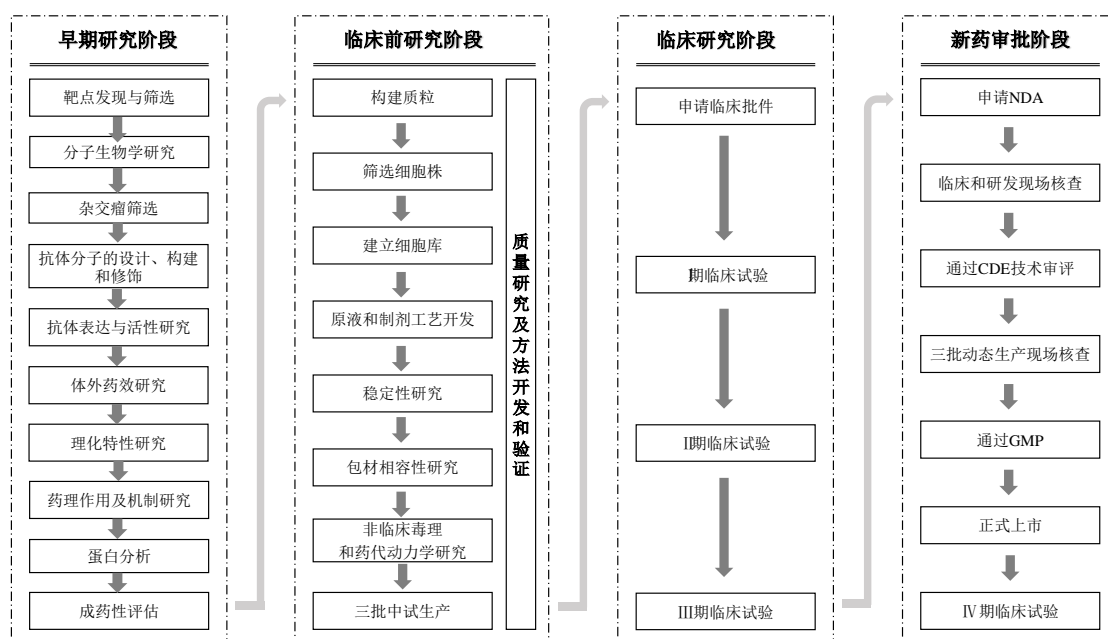 早期研究阶段
靶点发现与筛选
分子生物学研究
杂交瘤筛选
抗体分子的设计、构建
和修饰
抗体表达与活性研究
体外药效研究
理化特性研究
药理作用及机制研究
蛋白分析
成药性评估
临床前研究阶段
构建质粒
筛选细胞株
建立细胞库
原液和制剂工艺开发
稳定性研究
包材相容性研究
非临床毒理
和药代动力学研究
三批中试生产
质量研究及方法开发和验证
临床研究阶段
申请临床批件
I期临床试验
II期临床试验
III期临床试验
新药审批阶段
申请NDA
临床和研发现场核查
通过CDE技术审评
三批动态生产现场核查
通过GMP
正式上市
IV期临床试验